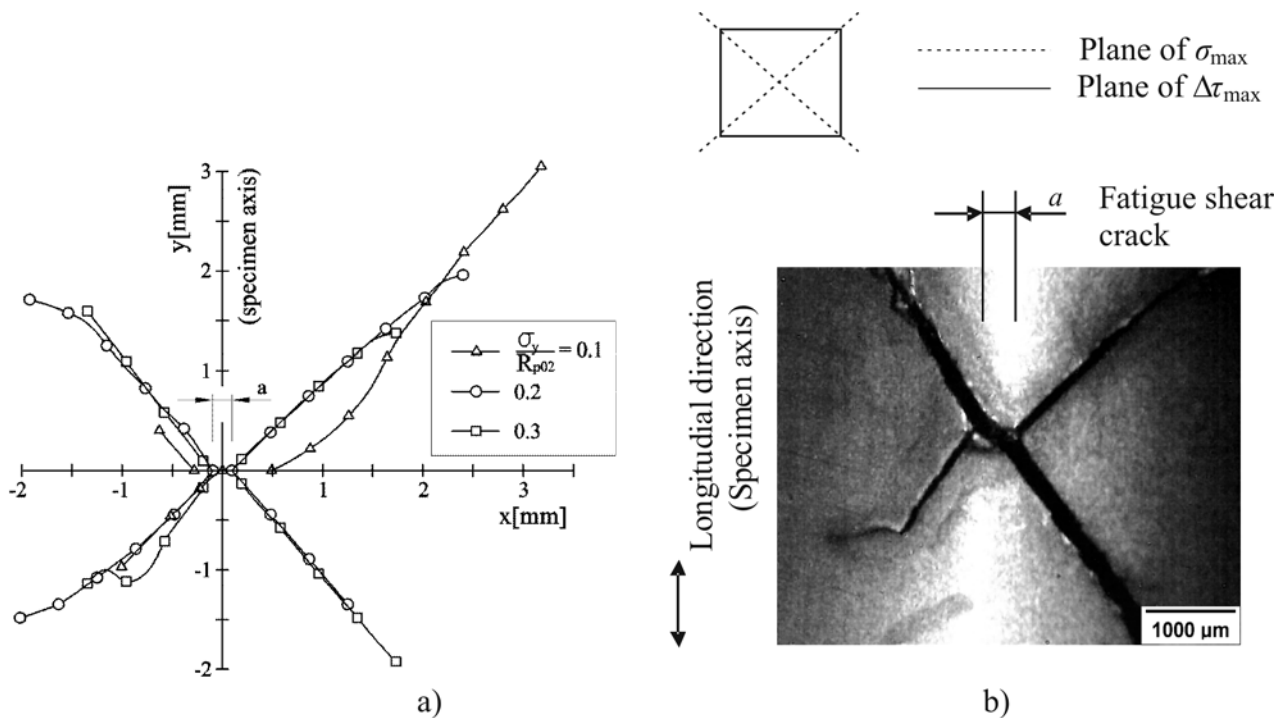 3
2
1
-1
-2
-2
-1
1
2
3
y[mm]
(specimen axis)
x[mm]
a
σy/Rp02 = 0.1
0.2
0.3
a)
Plane of σmax
Plane of Δτmax
a
Fatigue shear
crack
Longitudial direction
(Specimen axis)
1000 µm
b)